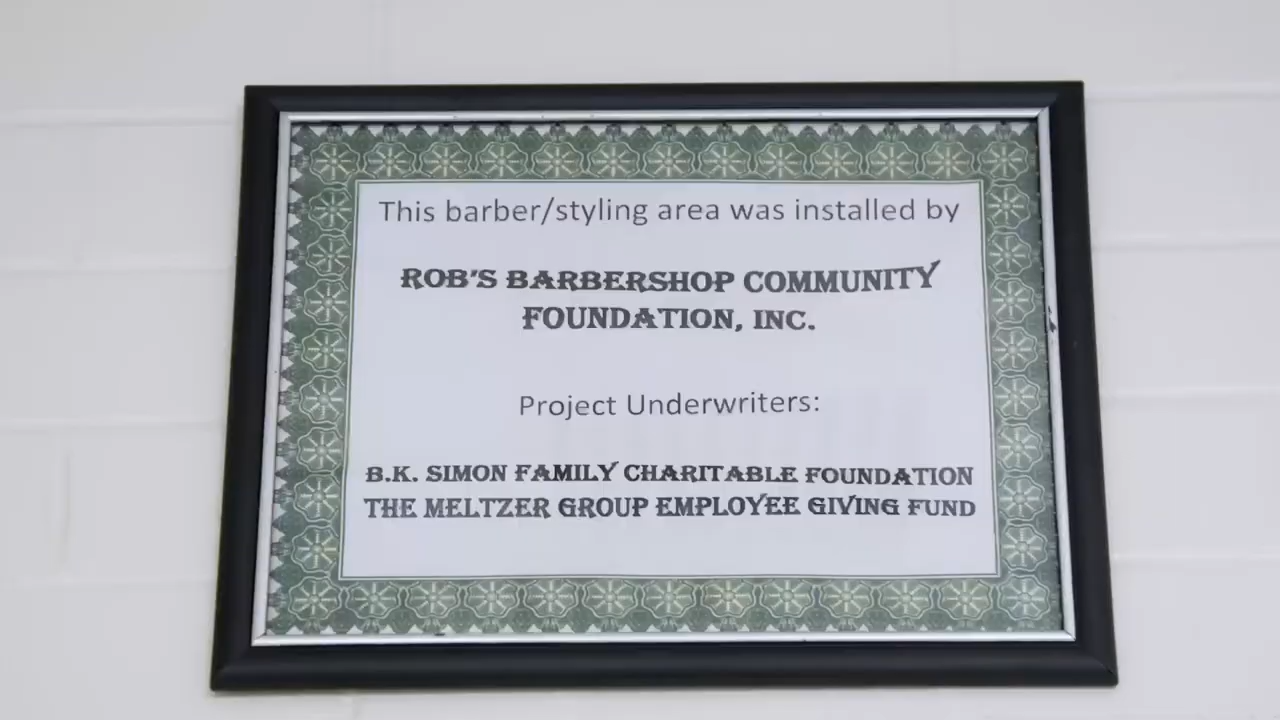 This barber/styling area was installed by
ROB'S BARBERSHOP COMMUNITY
FOUNDATION, INC.
Project Underwriters:
B.K. SIMON FAMILY CHARITABLE FOUNDATION
THE MELTZER GROUP EMPLOYEE GIVING FUND